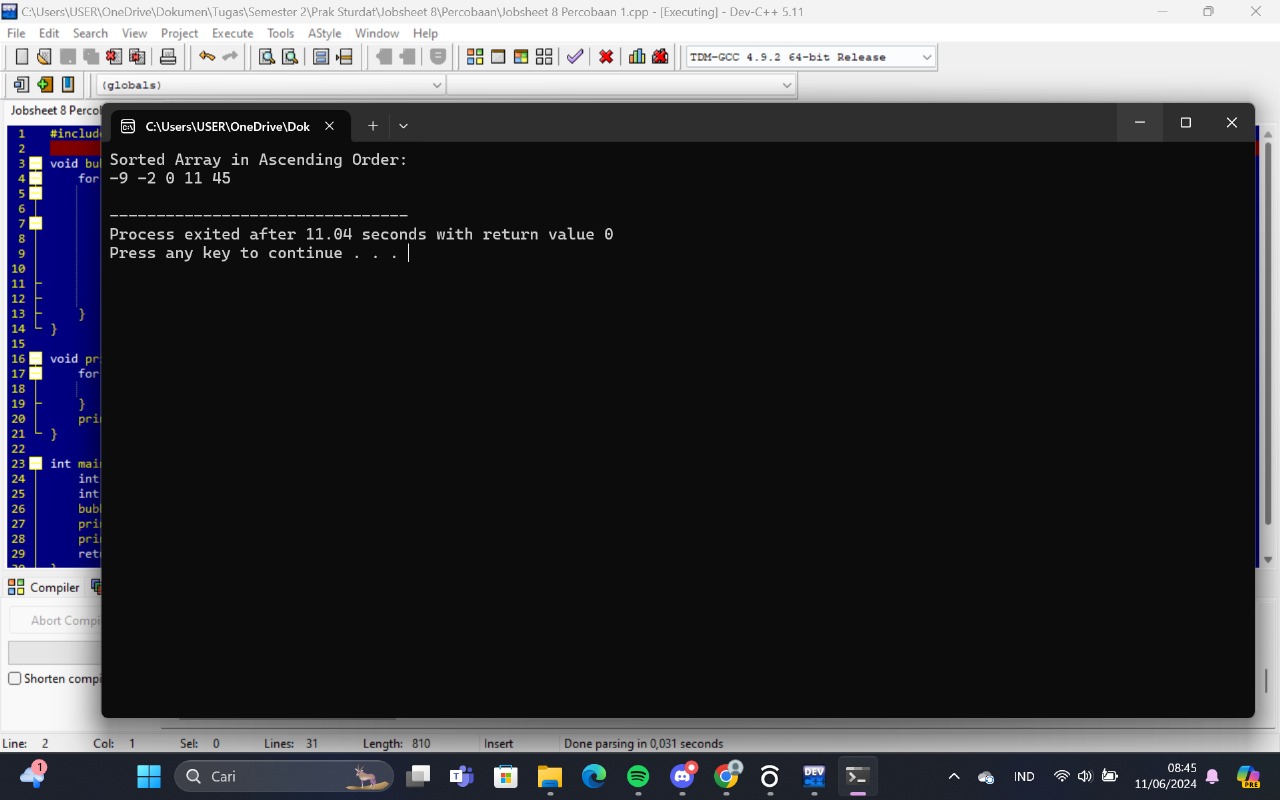 C:\Users\USER\OneDrive\Dokumen\Tugas\Semester 2\Prak Sturdat\Jobsheet 8\Percobaan\Jobsheet 8 Percobaan 1.cpp - [Executing] - Dev-C++ 5.11
File Edit Search View Project Execute Tools AStyle Window Help
TDM-GCC 4.9.2 64-bit Release
(globals)
Jobsheet 8 Perco
C:\Users\USER\OneDrive\Dok
1 #include
2
3 void bu
4 for
5
6
7
8
9
10
11
12
13 }
14 }
15
16 void pr
17 for
18
19 }
20 pri
21 }
22
23 int mai
24 int
25 int
26 bubl
27 pri
28 pri
29 ret
Sorted Array in Ascending Order:
-9 -2 0 11 45
--------------------------------
Process exited after 11.04 seconds with return value 0
Press any key to continue . . .
Compiler
Abort Compi
Shorten compi
Line: 2 Col: 1 Sel: 0 Lines: 31 Length: 810 Insert Done parsing in 0,031 seconds
1
Cari
DEV
IND
08:45
11/06/2024
PRE